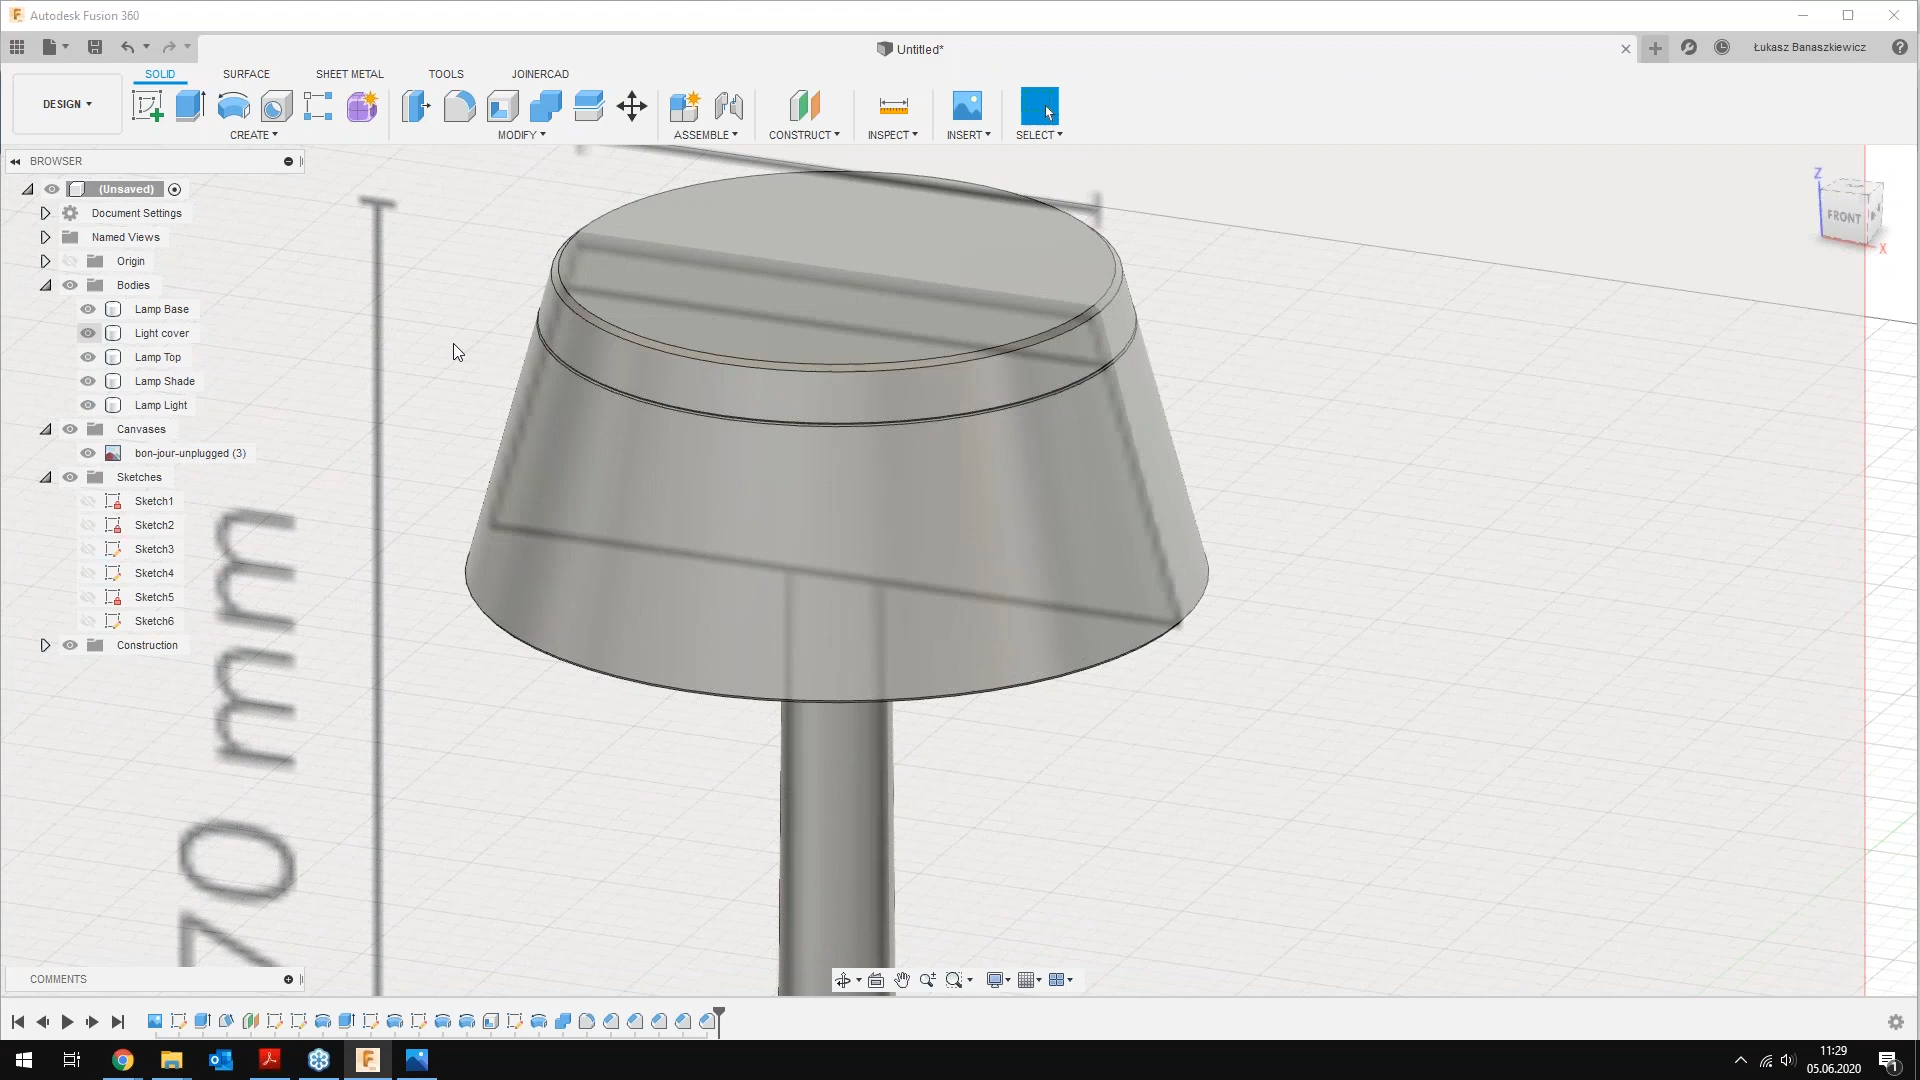 Autodesk Fusion 360
Untitled*
Łukasz Banaszkiewicz
DESIGN
SOLID
SURFACE
SHEET METAL
TOOLS
JOINERCAD
CREATE
MODIFY
ASSEMBLE
CONSTRUCT
INSPECT
INSERT
SELECT
BROWSER
(Unsaved)
Document Settings
Named Views
Origin
Bodies
Lamp Base
Light cover
Lamp Top
Lamp Shade
Lamp Light
Canvases
bon-jour-unplugged (3)
Sketches
Sketch1
Sketch2
Sketch3
Sketch4
Sketch5
Sketch6
Construction
Z
FRONT
X
70 mm
COMMENTS
11:29
05.06.2020
1